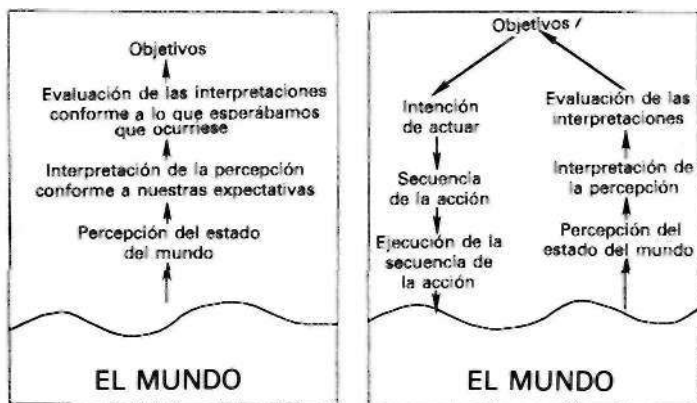 Objetivos
Evaluación de las interpretaciones
conforme a lo que esperábamos
que ocurriese
Interpretación de la percepción
conforme a nuestras expectativas
Percepción del estado
del mundo
EL MUNDO
Objetivos
Intención
de actuar
Secuencia
de la acción
Ejecución de la
secuencia de
la acción
Evaluación de las
interpretaciones
Interpretación de
la percepción
Percepción del
estado del mundo
EL MUNDO